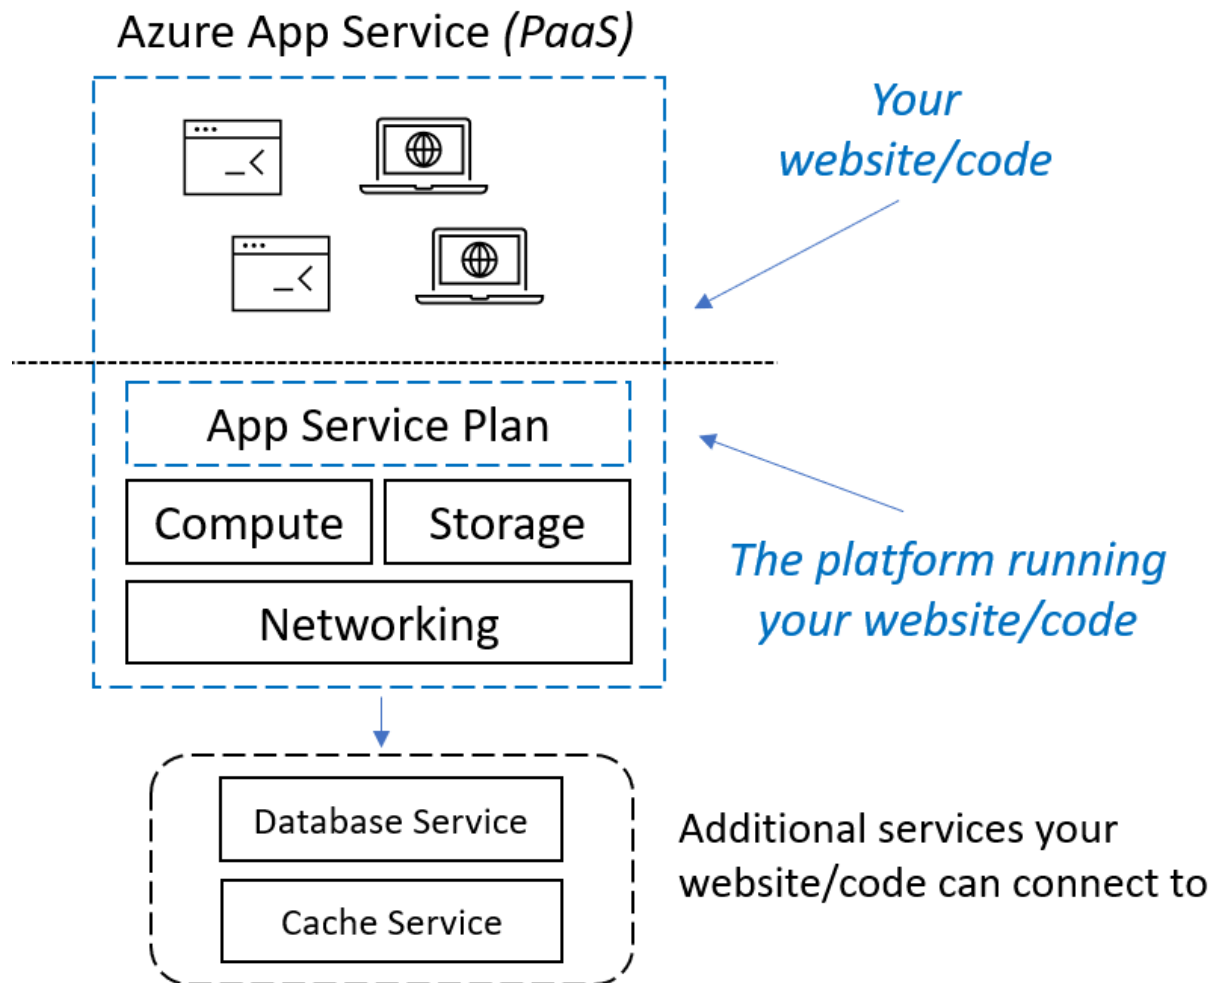 Azure App Service (PaaS)
Your
website/code
App Service Plan
Compute
Storage
Networking
The platform running
your website/code
Database Service
Cache Service
Additional services your
website/code can connect to